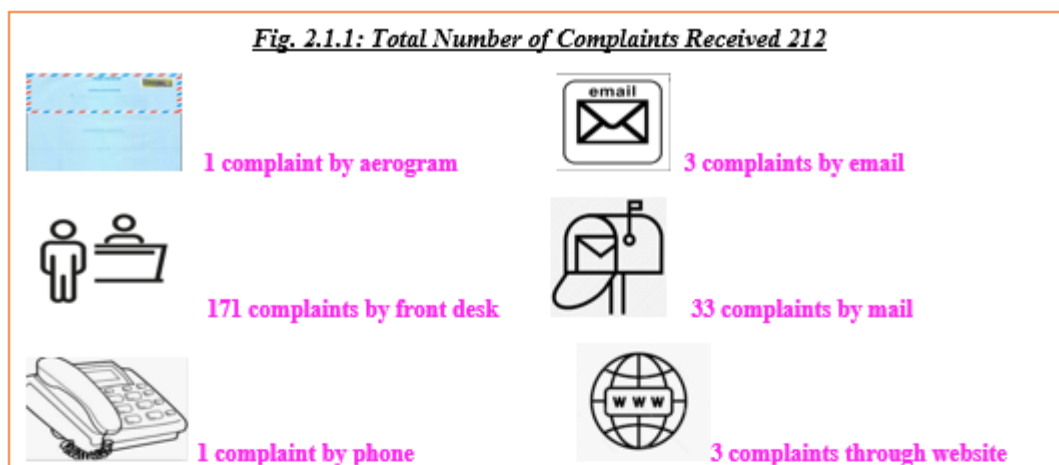 Fig. 2.1.1: Total Number of Complaints Received 212
email
1 complaint by aerogram
3 complaints by email
171 complaints by front desk
33 complaints by mail
www
1 complaint by phone
3 complaints through website